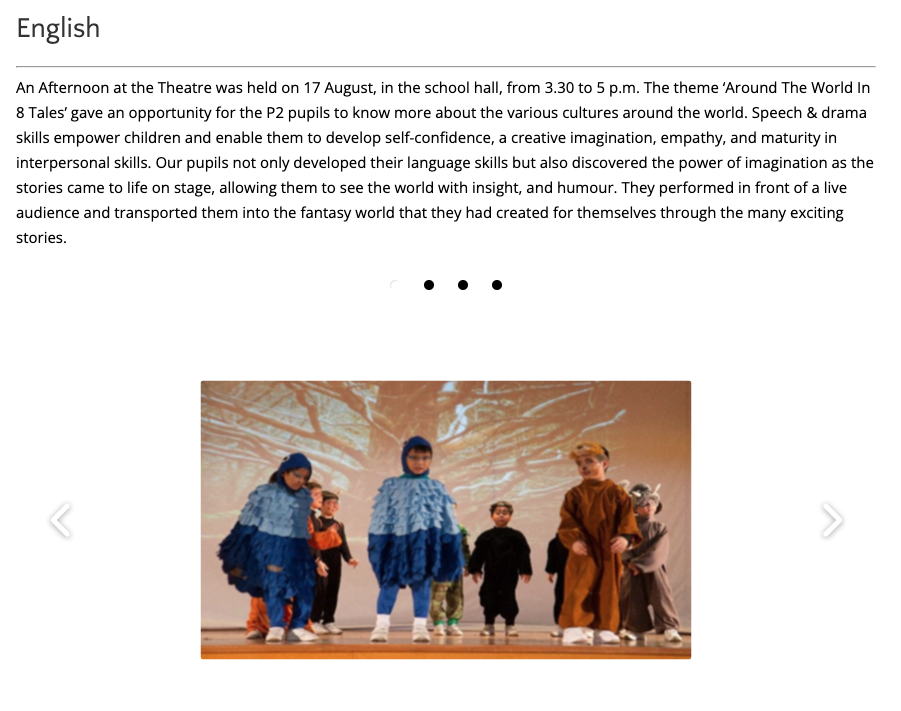 English
An Afternoon at the Theatre was held on 17 August, in the school hall, from 3.30 to 5 p.m. The theme ‘Around The World In
8 Tales’ gave an opportunity for the P2 pupils to know more about the various cultures around the world. Speech & drama
skills empower children and enable them to develop self-confidence, a creative imagination, empathy, and maturity in
interpersonal skills. Our pupils not only developed their language skills but also discovered the power of imagination as the
stories came to life on stage, allowing them to see the world with insight, and humour. They performed in front of a live
audience and transported them into the fantasy world that they had created for themselves through the many exciting
stories.